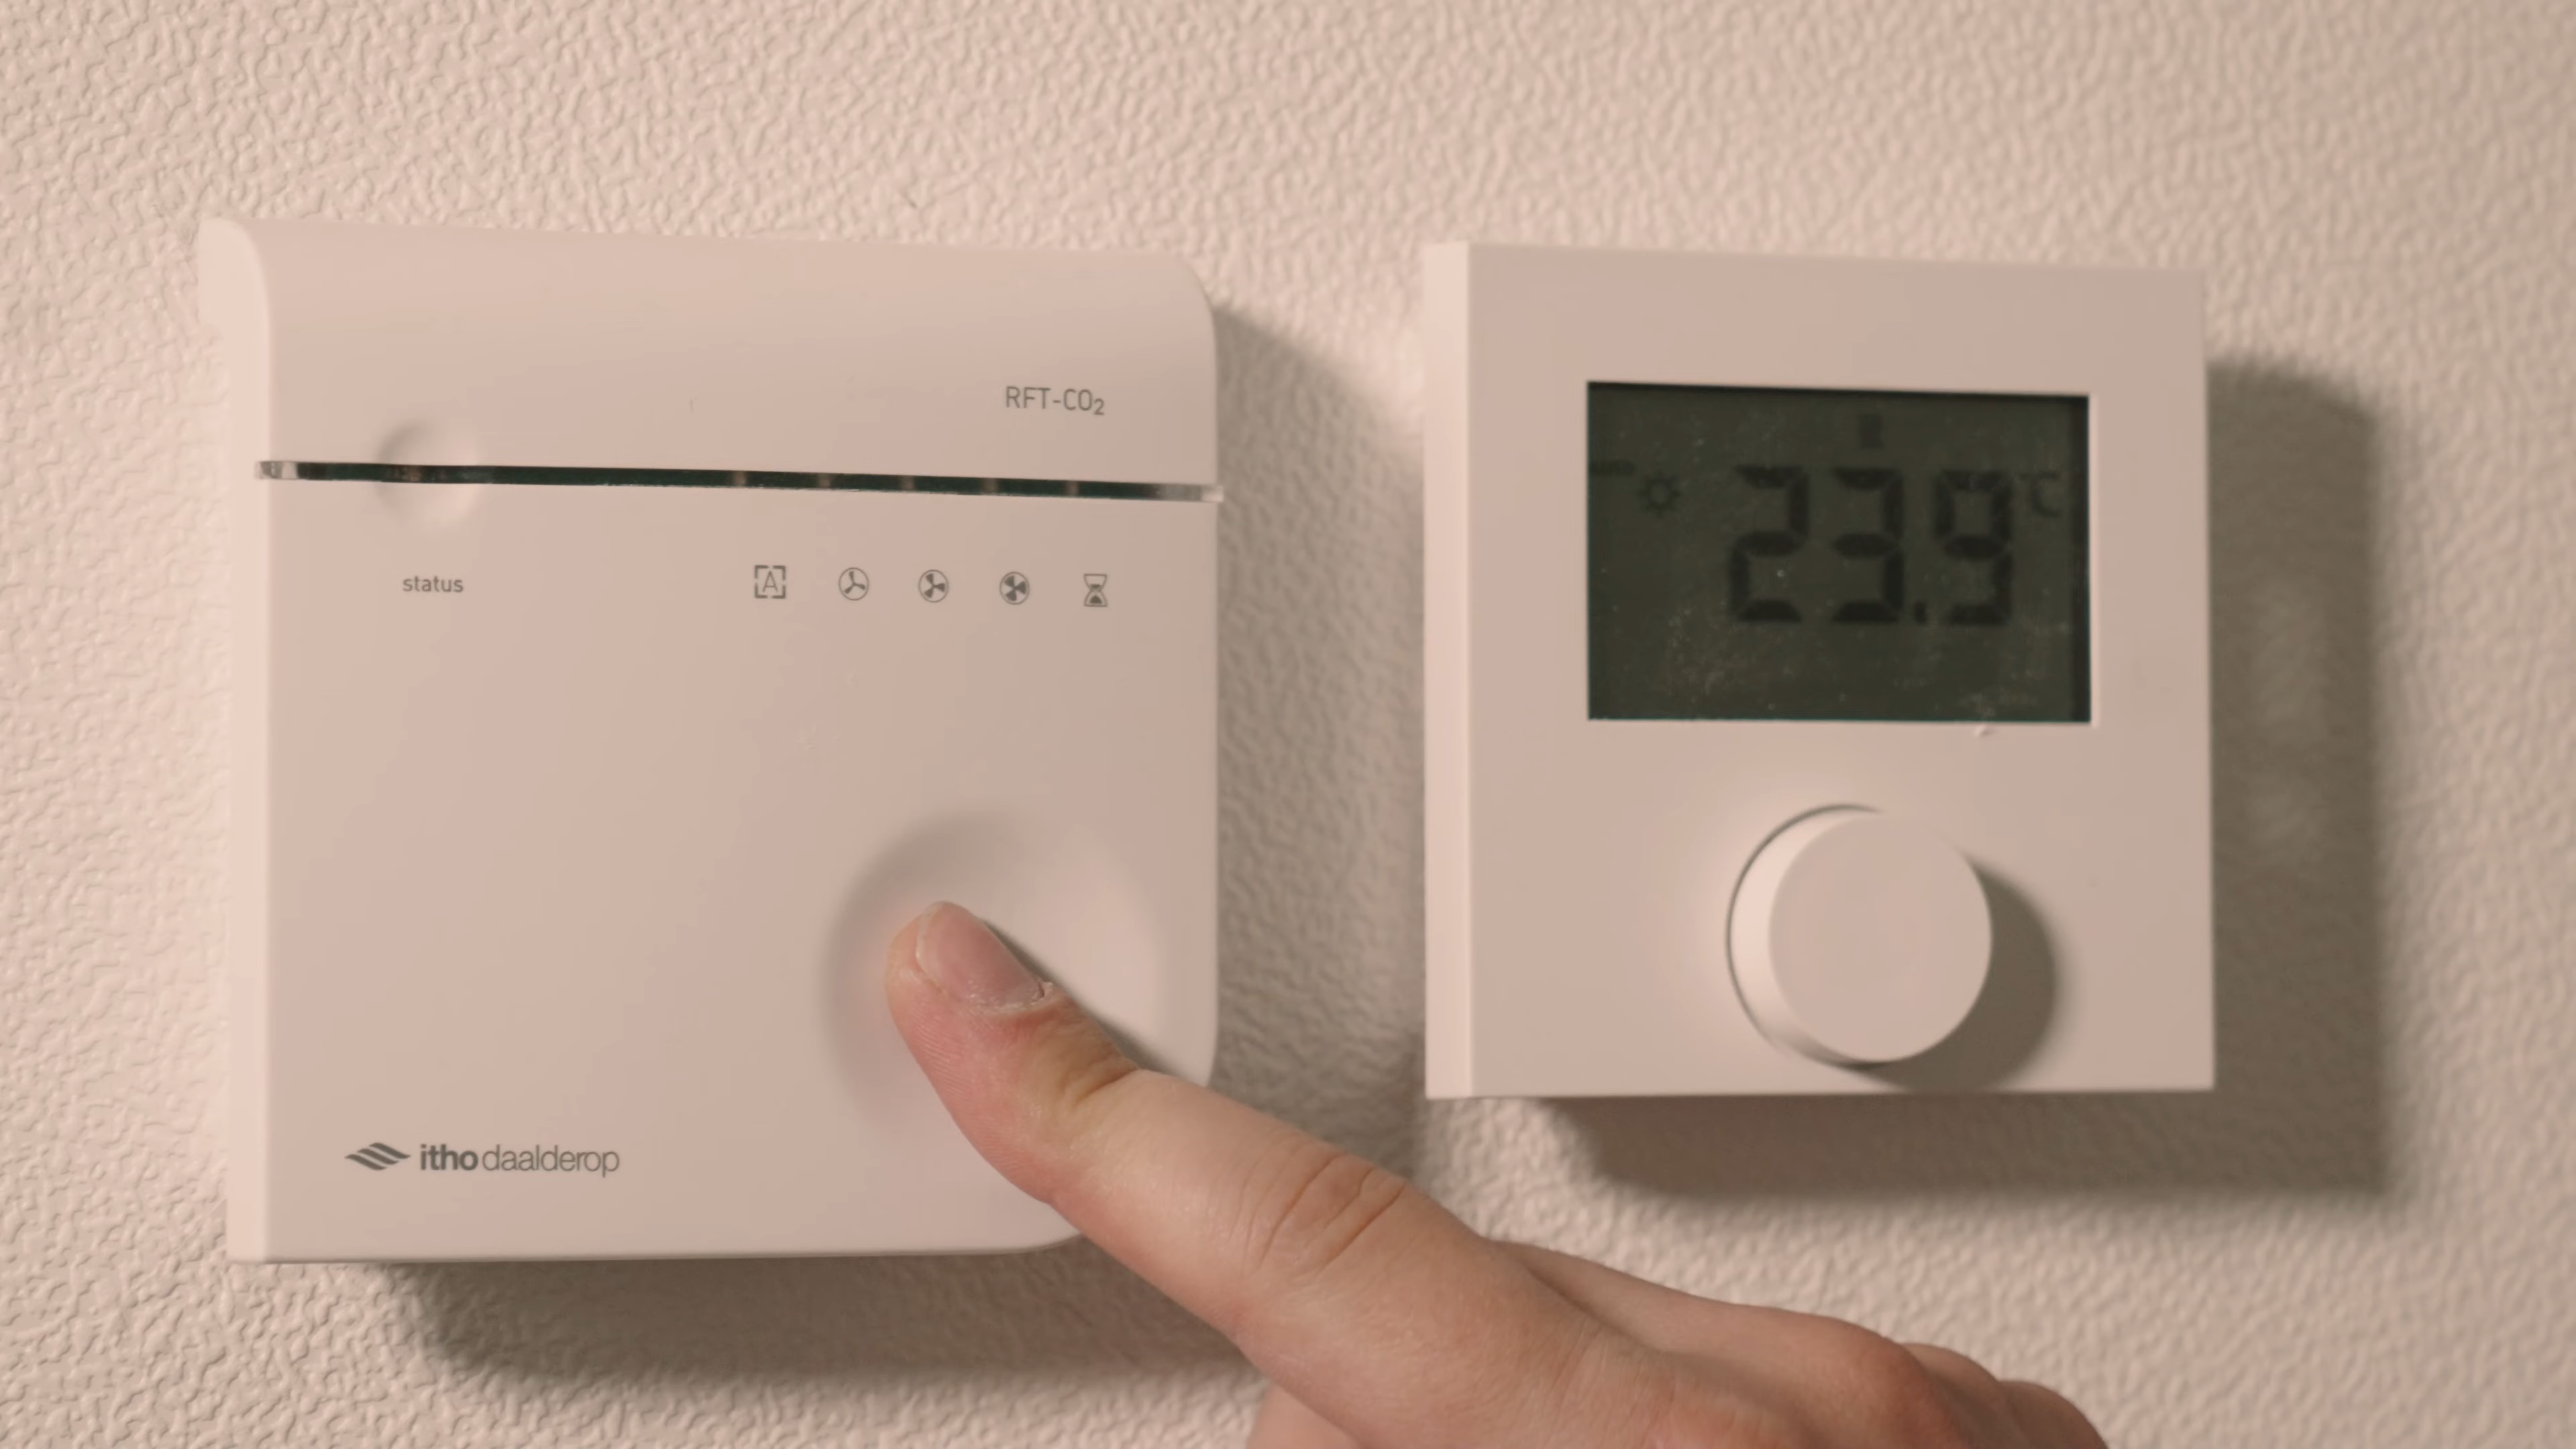 RFT-CO₂
status
A
ithodaalderop
23.9 °C